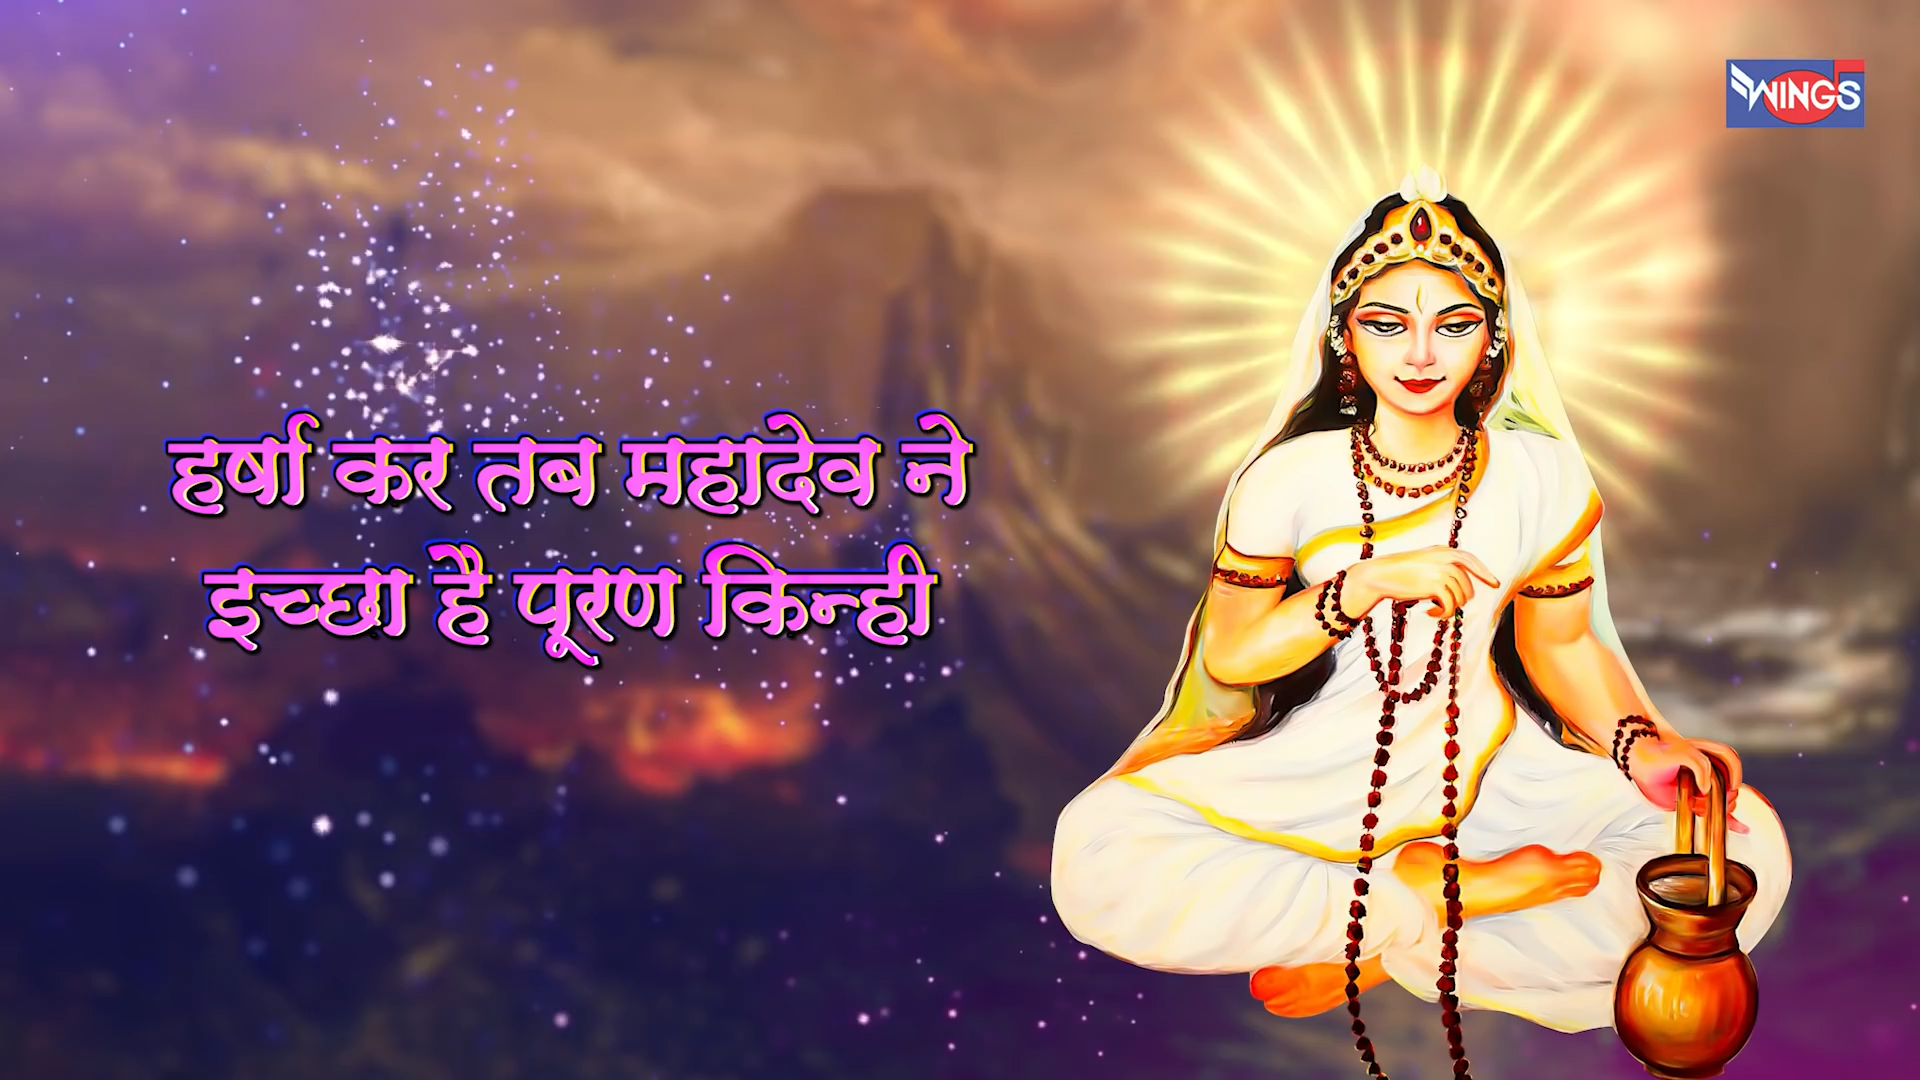 WINGS
हर्षा कर तब महादेव ने
इच्छा है पूरण किन्ही